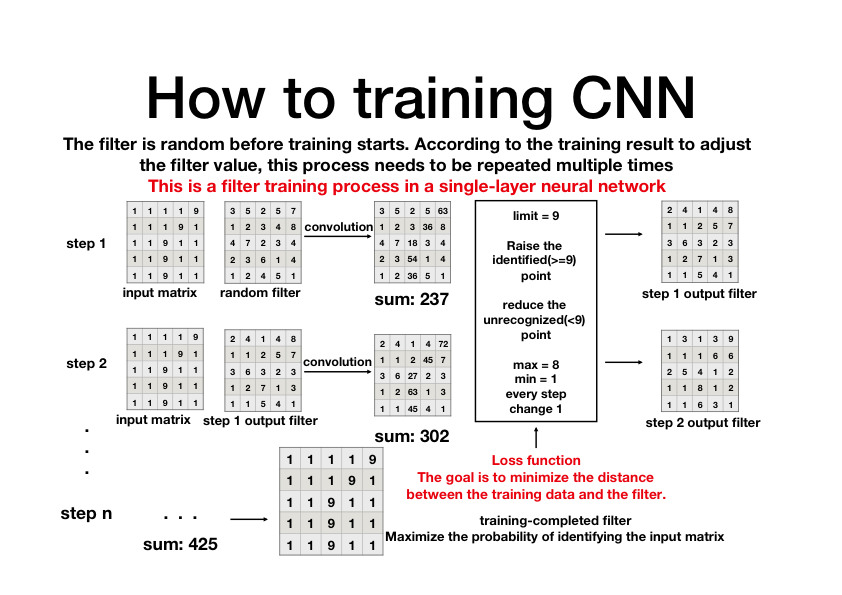 How to training CNN
The filter is random before training starts. According to the training result to adjust
the filter value, this process needs to be repeated multiple times
This is a filter training process in a single-layer neural network
step 1
1 1 1 1 9
1 1 1 9 1
1 1 9 1 1
1 1 9 1 1
1 1 9 1 1
input matrix
3 5 2 5 7
1 2 3 4 8
4 7 2 3 4
2 3 6 1 4
1 2 4 5 1
random filter
convolution
3 5 2 5 63
1 2 3 36 8
4 7 18 3 4
2 3 54 1 4
1 2 36 5 1
sum: 237
limit = 9
Raise the
identified(>=9)
point
reduce the
unrecognized(<9)
point
max = 8
min = 1
every step
change 1
2 4 1 4 8
1 1 2 5 7
3 6 3 2 3
1 2 7 1 3
1 1 5 4 1
step 1 output filter
step 2
1 1 1 1 9
1 1 1 9 1
1 1 9 1 1
1 1 9 1 1
1 1 9 1 1
input matrix
2 4 1 4 8
1 1 2 5 7
3 6 3 2 3
1 2 7 1 3
1 1 5 4 1
step 1 output filter
convolution
2 4 1 4 72
1 1 2 45 7
3 6 27 2 3
1 2 63 1 3
1 1 45 4 1
sum: 302
1 3 1 3 9
1 1 1 6 6
2 5 4 1 2
1 1 8 1 2
1 1 6 3 1
step 2 output filter
.
.
.
step n
. . .
sum: 425
1 1 1 1 9
1 1 1 9 1
1 1 9 1 1
1 1 9 1 1
1 1 9 1 1
Loss function
The goal is to minimize the distance
between the training data and the filter.
training-completed filter
Maximize the probability of identifying the input matrix